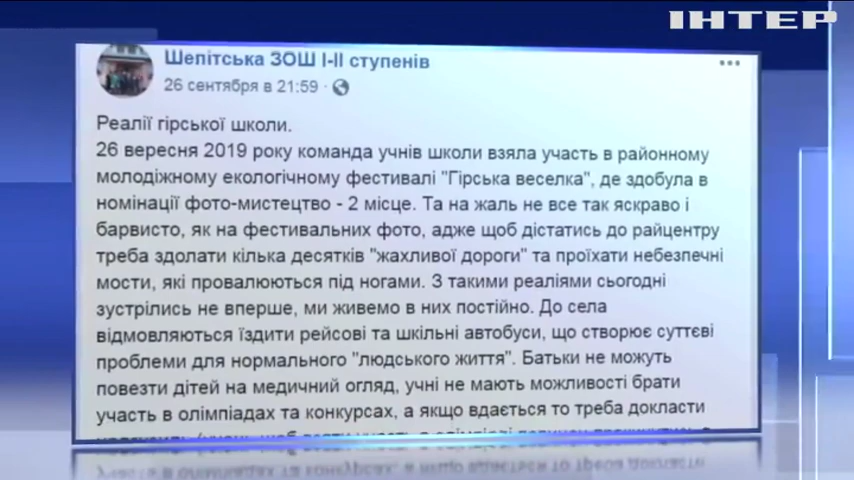 ІНТЕР
Шепітська ЗОШ І-ІІ ступенів
26 сентября в 21:59 ·
Реалії гірської школи.
26 вересня 2019 року команда учнів школи взяла участь в районному
молодіжному екологічному фестивалі "Гірська веселка", де здобула в
номінації фото-мистецтво - 2 місце. Та на жаль не все так яскраво і
барвисто, як на фестивальних фото, адже щоб дістатись до райцентру
треба здолати кілька десятків "жахливої дороги" та проїхати небезпечні
мости, які провалюються під ногами. З такими реаліями сьогодні
зустрілись не вперше, ми живемо в них постійно. До села
відмовляються їздити рейсові та шкільні автобуси, що створює суттєві
проблеми для нормального "людського життя". Батьки не можуть
повезти дітей на медичний огляд, учні не мають можливості брати
участь в олімпіадах та конкурсах, а якщо вдається то треба докласти